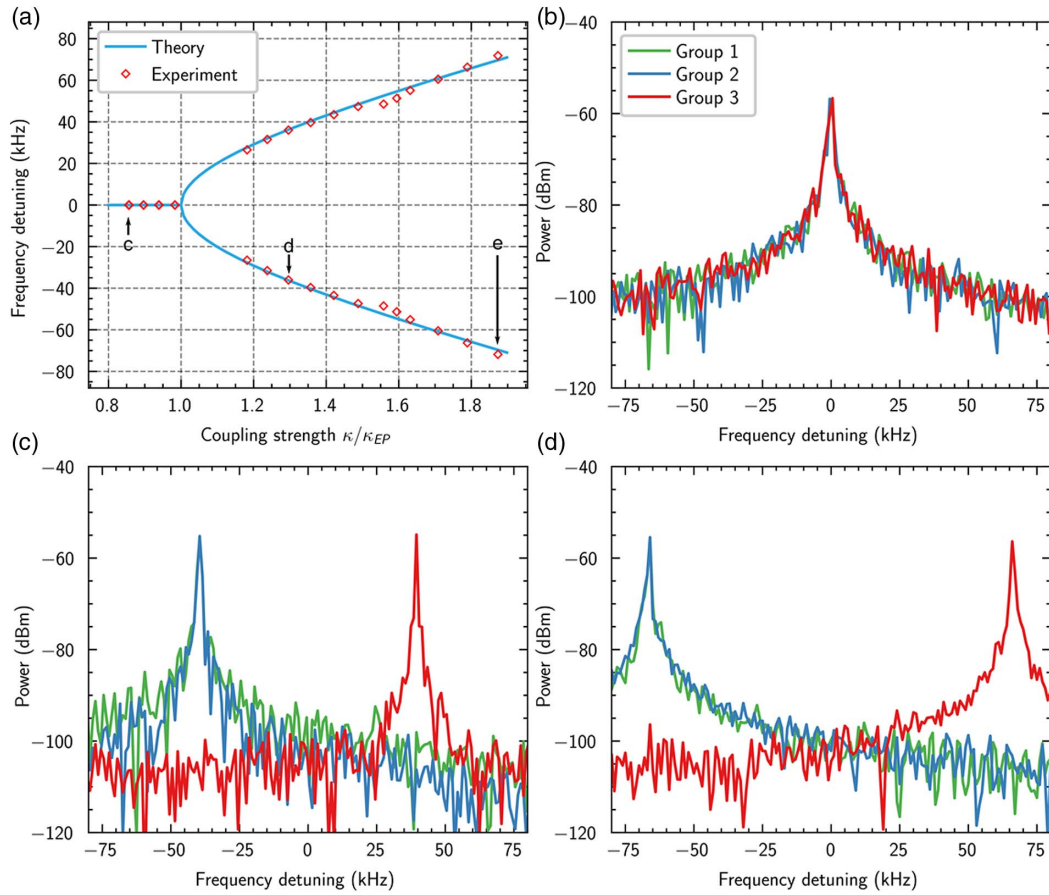 (a)
80
60
40
20
0
−20
−40
−60
−80
Frequency detuning (kHz)
Theory
Experiment
c
d
e
0.8
1.0
1.2
1.4
1.6
1.8
Coupling strength κ/κEP
(b)
−40
−60
−80
−100
−120
Power (dBm)
Group 1
Group 2
Group 3
−75
−50
−25
0
25
50
75
Frequency detuning (kHz)
(c)
−40
−60
−80
−100
−120
Power (dBm)
−75
−50
−25
0
25
50
75
Frequency detuning (kHz)
(d)
−40
−60
−80
−100
−120
Power (dBm)
−75
−50
−25
0
25
50
75
Frequency detuning (kHz)